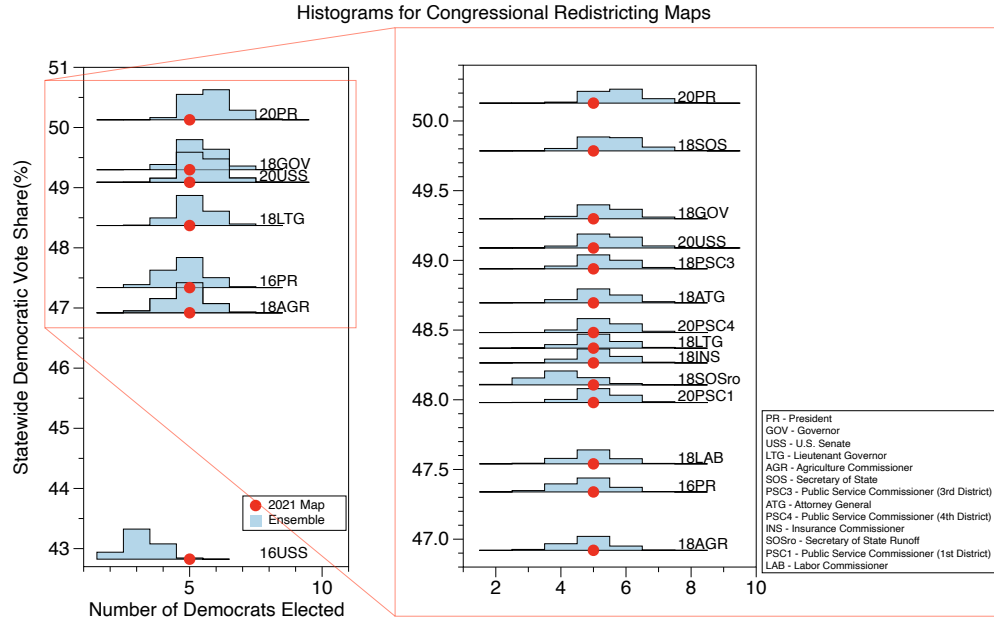 Histograms for Congressional Redistricting Maps
Statewide Democratic Vote Share(%)
51
50
49
48
47
46
45
44
43
20PR
18GOV
20USS
18LTG
16PR
18AGR
16USS
2021 Map
Ensemble
5
10
Number of Democrats Elected
50.0
49.5
49.0
48.5
48.0
47.5
47.0
20PR
18SOS
18GOV
20USS
18PSC3
18ATG
20PSC4
18LTG
18INS
18SOSro
20PSC1
18LAB
16PR
18AGR
2
4
6
8
10
PR - President
GOV - Governor
USS - U.S. Senate
LTG - Lieutenant Governor
AGR - Agriculture Commissioner
SOS - Secretary of State
PSC3 - Public Service Commissioner (3rd District)
ATG - Attorney General
PSC4 - Public Service Commissioner (4th District)
INS - Insurance Commissioner
SOSro - Secretary of State Runoff
PSC1 - Public Service Commissioner (1st District)
LAB - Labor Commissioner